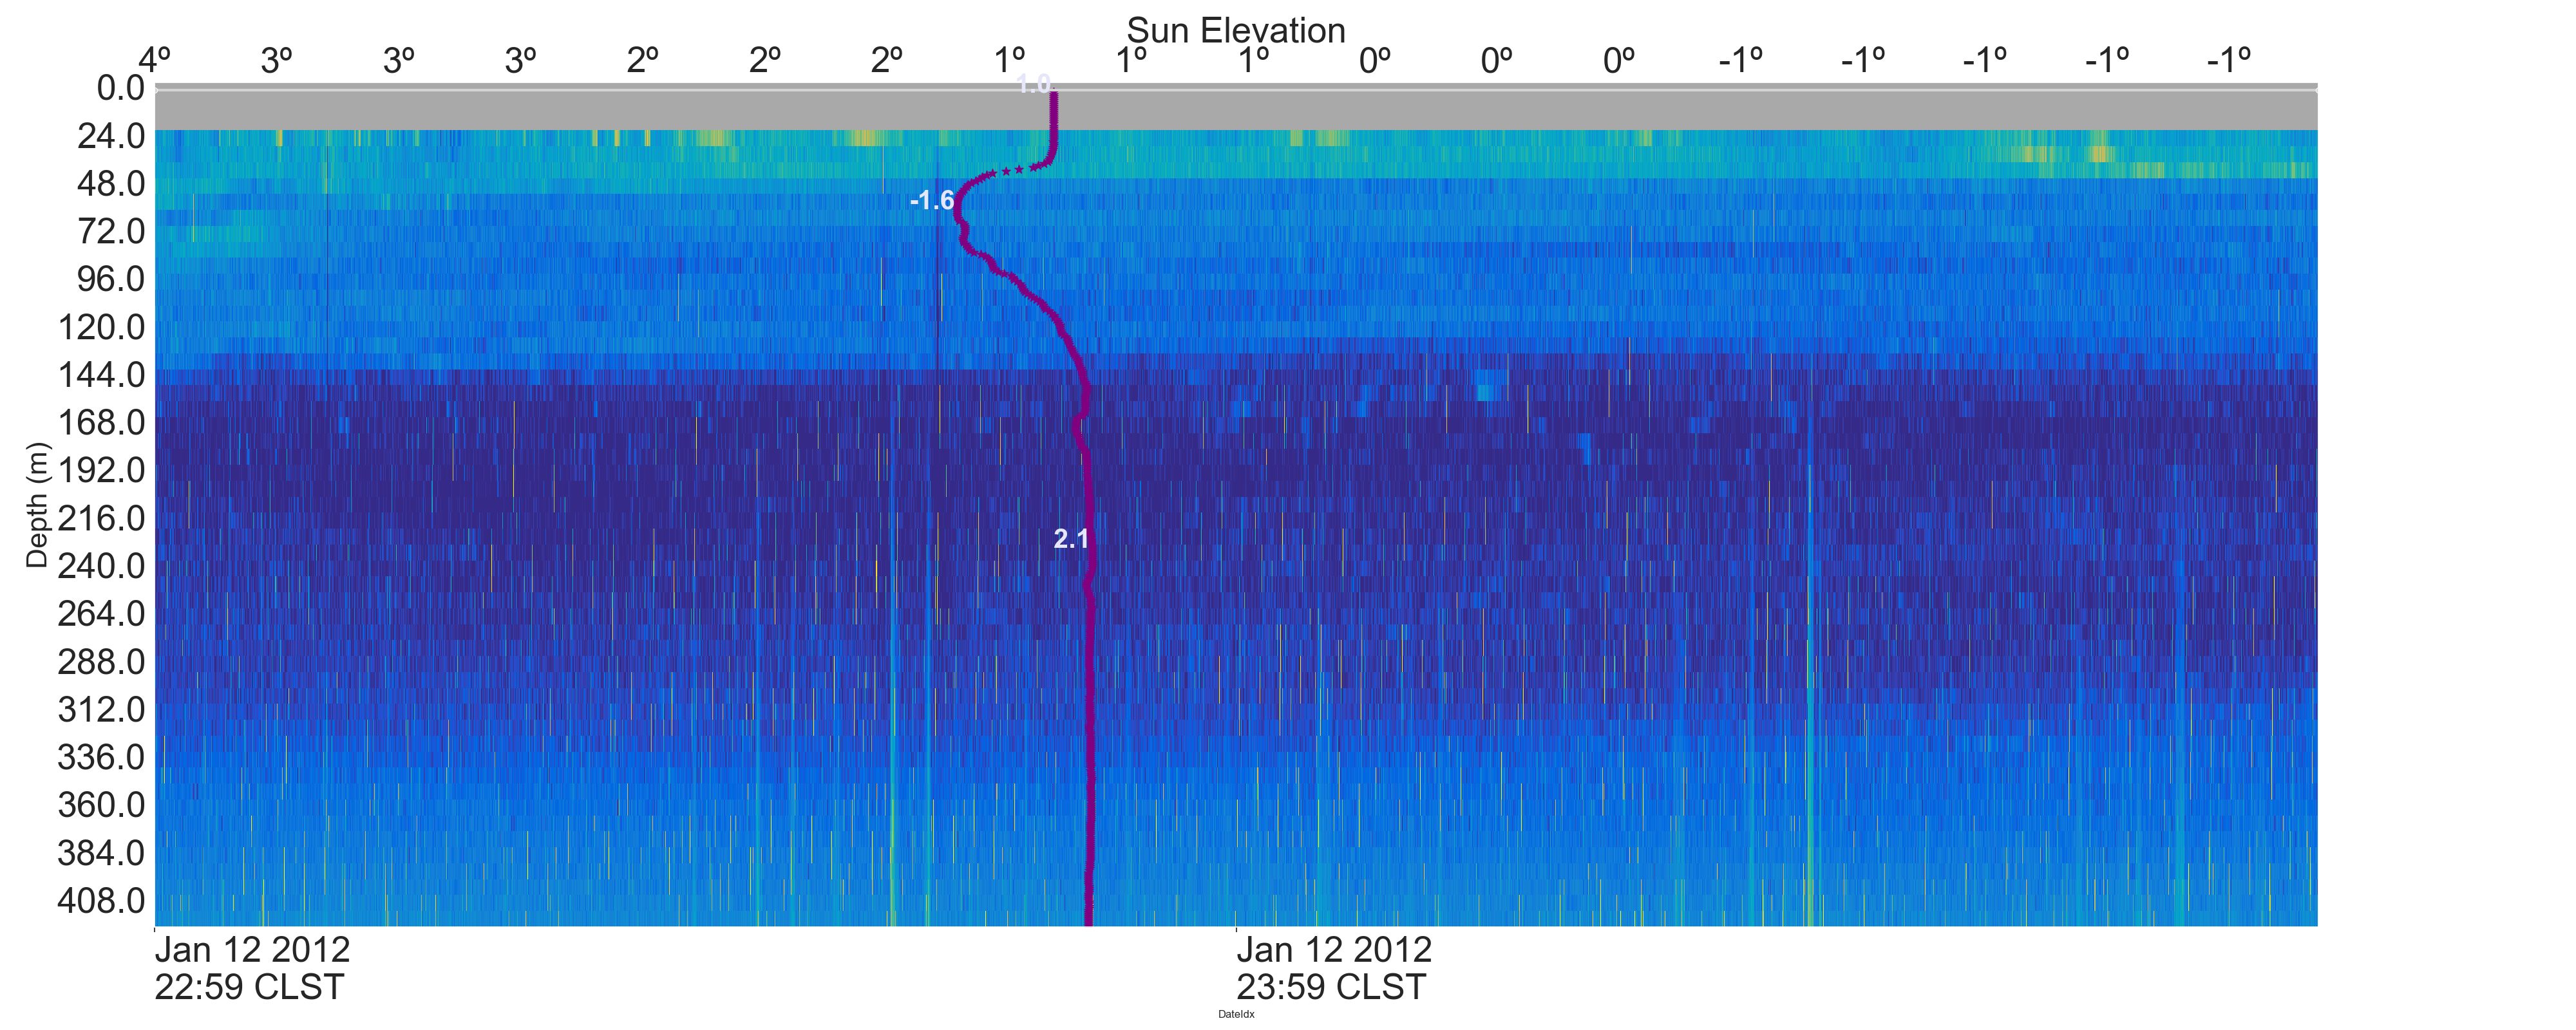 Sun Elevation
4º 3º 3º 3º 2º 2º 2º 1º 1º 1º 0º 0º 0º -1º -1º -1º -1º -1º
0.0
1.0
24.0
48.0
-1.6
72.0
96.0
120.0
144.0
168.0
192.0
216.0
2.1
240.0
264.0
288.0
312.0
336.0
360.0
384.0
408.0
Depth (m)
Jan 12 2012
22:59 CLST
Jan 12 2012
23:59 CLST
DateIdx